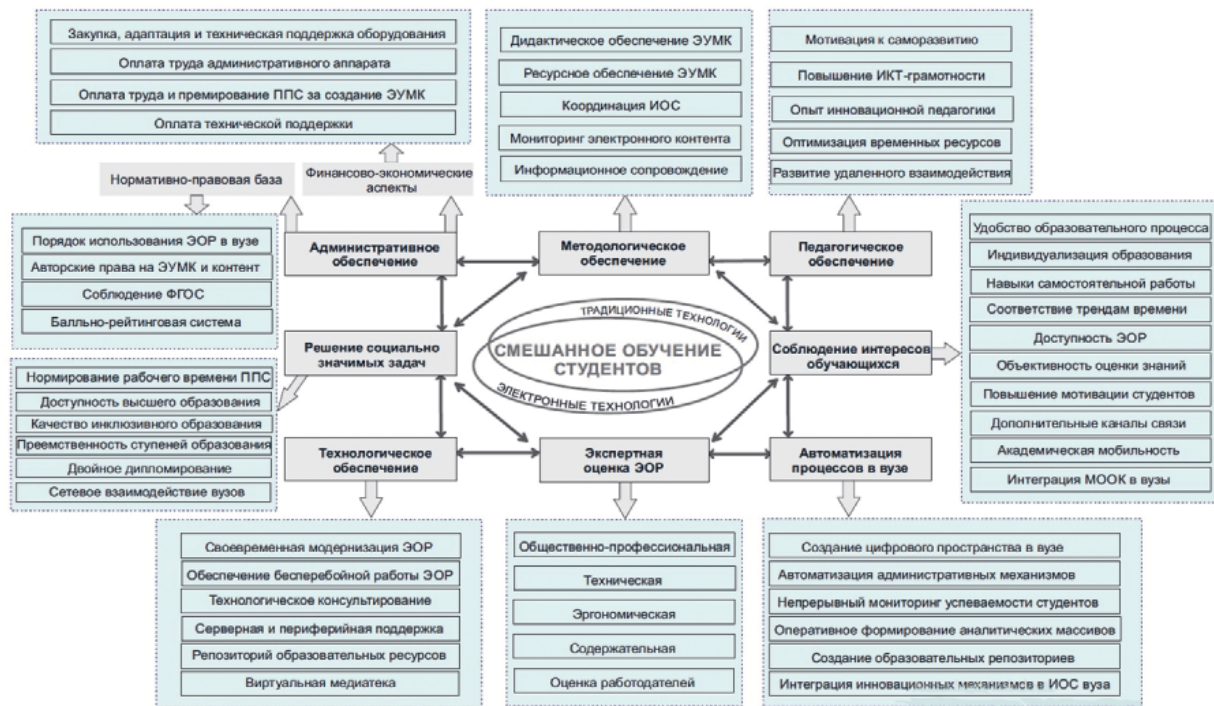 Закупка, адаптация и техническая поддержка оборудования
Оплата труда административного аппарата
Оплата труда и премирование ППС за создание ЭУМК
Оплата технической поддержки
Дидактическое обеспечение ЭУМК
Ресурсное обеспечение ЭУМК
Координация ИОС
Мониторинг электронного контента
Информационное сопровождение
Мотивация к саморазвитию
Повышение ИКТ-грамотности
Опыт инновационной педагогики
Оптимизация временных ресурсов
Развитие удаленного взаимодействия
Нормативно-правовая база
Финансово-экономические
аспекты
Порядок использования ЭОР в вузе
Авторские права на ЭУМК и контент
Соблюдение ФГОС
Балльно-рейтинговая система
Административное
обеспечение
Методологическое
обеспечение
Педагогическое
обеспечение
Удобство образовательного процесса
Индивидуализация образования
Навыки самостоятельной работы
Соответствие трендам времени
Доступность ЭОР
Объективность оценки знаний
Повышение мотивации студентов
Дополнительные каналы связи
Академическая мобильность
Интеграция МООК в вузы
Решение социально
значимых задач
ТРАДИЦИОННЫЕ ТЕХНОЛОГИИ
СМЕШАННОЕ ОБУЧЕНИЕ
СТУДЕНТОВ
ЭЛЕКТРОННЫЕ ТЕХНОЛОГИИ
Соблюдение интересов
обучающихся
Нормирование рабочего времени ППС
Доступность высшего образования
Качество инклюзивного образования
Преемственность ступеней образования
Двойное дипломирование
Сетевое взаимодействие вузов
Технологическое
обеспечение
Экспертная
оценка ЭОР
Автоматизация
процессов в вузе
Своевременная модернизация ЭОР
Обеспечение бесперебойной работы ЭОР
Технологическое консультирование
Серверная и периферийная поддержка
Репозиторий образовательных ресурсов
Виртуальная медиатека
Общественно-профессиональная
Техническая
Эргономическая
Содержательная
Оценка работодателей
Создание цифрового пространства в вузе
Автоматизация административных механизмов
Непрерывный мониторинг успеваемости студентов
Оперативное формирование аналитических массивов
Создание образовательных репозиториев
Интеграция инновационных механизмов в ИОС вуза